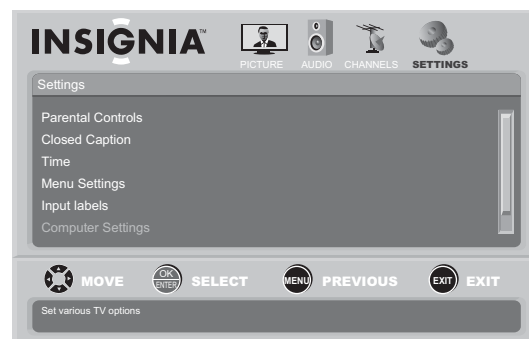 INSIGNIA™
PICTURE AUDIO CHANNELS SETTINGS
Settings
Parental Controls
Closed Caption
Time
Menu Settings
Input labels
Computer Settings
MOVE OK ENTER SELECT MENU PREVIOUS EXIT EXIT
Set various TV options